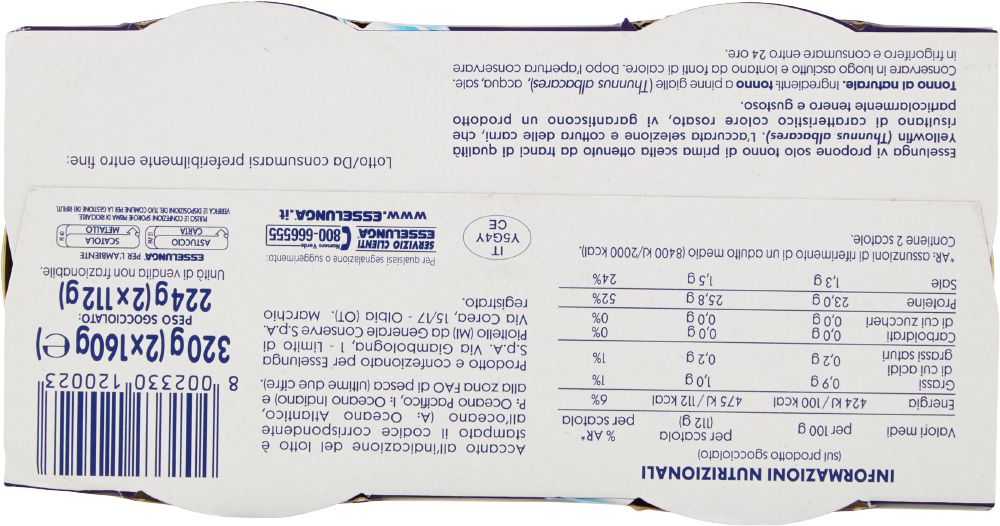 INFORMAZIONI NUTRIZIONALI
(sul prodotto sgocciolato)
Valori medi per 100 g per scatola (112 g) % AR* per scatola
Energia 424 kJ / 100 kcal 475 kJ / 112 kcal 6%
Grassi 0,9 g 1,0 g 1%
di cui acidi grassi saturi 0,2 g 0,2 g 1%
Carboidrati 0,0 g 0,0 g 0%
di cui zuccheri 0,0 g 0,0 g 0%
Proteine 23,0 g 25,8 g 52%
Sale 1,3 g 1,5 g 24%
*AR: assunzioni di riferimento di un adulto medio (8400 kJ/2000 kcal).
Contiene 2 scatole.
Accanto all'indicazione del lotto è
stampato il codice corrispondente
all'oceano (A: Oceano Atlantico,
P: Oceano Pacifico, I: Oceano Indiano) e
alla zona FAO di pesca (ultime due cifre).
Prodotto e confezionato per Esselunga
S.p.A. Via Giambologna, 1 - Limito di
Pioltello (MI) da Generale Conserve S.p.A.
Via Corea, 15/17 - Olbia (OT). Marchio
registrato.
IT
Y5G4Y
CE
Per qualsiasi segnalazione e suggerimento:
SERVIZIO CLIENTI
ESSELUNGA
Numero Verde
800-666555
www.ESSELUNGA.it
8 002330 120023
320g (2x160g) e
PESO SGOCCIOLATO:
224g (2x112g)
Unità di vendita non frazionabile.
ESSELUNGA PER L'AMBIENTE
ASTUCCIO
CARTA
SCATOLA
METALLO
PULISCI LE CONFEZIONI SPORCHE PRIMA DI RICICLARLE.
VERIFICA LE DISPOSIZIONI DEL TUO COMUNE PER LA GESTIONE DEI RIFIUTI.
Lotto/Da consumarsi preferibilmente entro fine:
Esselunga vi propone solo tonno di prima scelta ottenuto da tranci di qualità
Yellowfin (Thunnus albacares). L'accurata selezione e cottura delle carni, che
risultano di caratteristico colore rosato, vi garantiscono un prodotto
particolarmente tenero e gustoso.
Tonno al naturale. Ingredienti: tonno a pinne gialle (Thunnus albacares), acqua, sale.
Conservare in luogo asciutto e lontano da fonti di calore. Dopo l'apertura conservare
in frigorifero e consumare entro 24 ore.